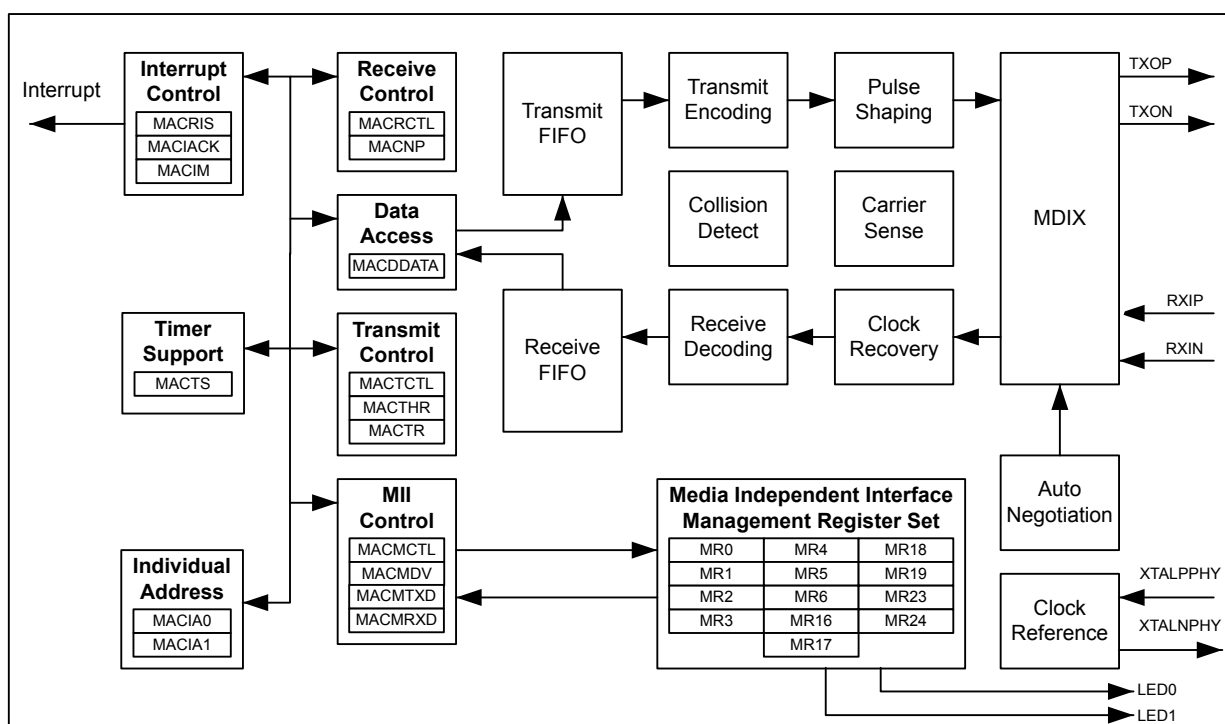 Interrupt
Interrupt
Control
MACRIS
MACIACK
MACIM
Receive
Control
MACRCTL
MACNP
Transmit
FIFO
Transmit
Encoding
Pulse
Shaping
MDIX
TXOP
TXON
Data
Access
MACDDATA
Collision
Detect
Carrier
Sense
Timer
Support
MACTS
Transmit
Control
MACTCTL
MACTHR
MACTR
Receive
FIFO
Receive
Decoding
Clock
Recovery
RXIP
RXIN
Individual
Address
MACIA0
MACIA1
MII
Control
MACMCTL
MACMDV
MACMTXD
MACMRXD
Media Independent Interface
Management Register Set
MR0 MR4 MR18
MR1 MR5 MR19
MR2 MR6 MR23
MR3 MR16 MR24
MR17
Auto
Negotiation
Clock
Reference
XTALPPHY
XTALNPHY
LED0
LED1